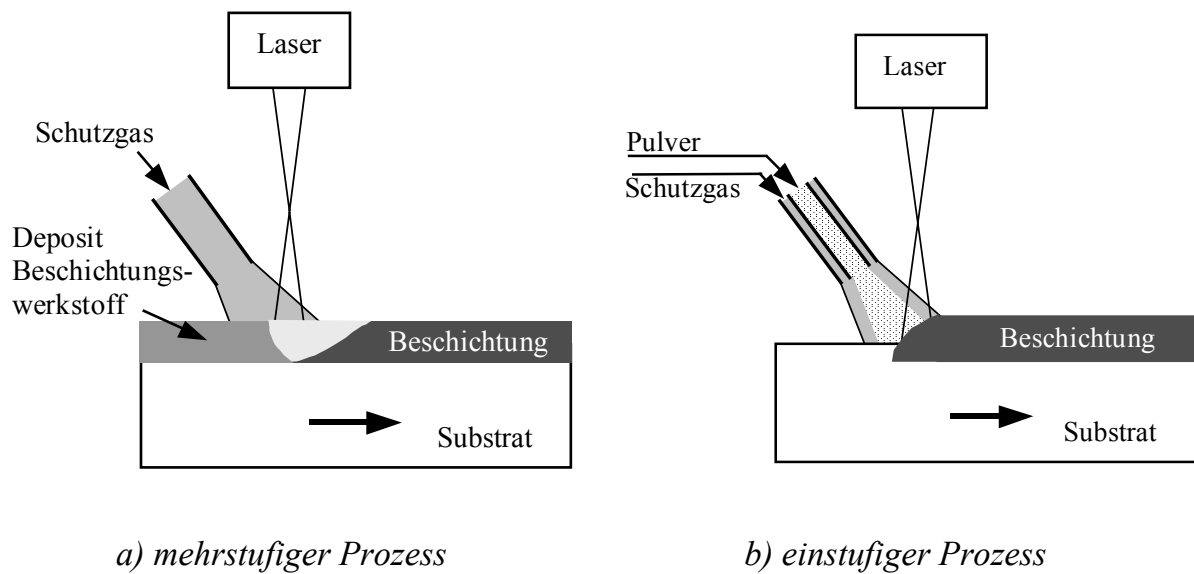 Laser
Schutzgas
Deposit
Beschichtungs-
werkstoff
Beschichtung
Substrat
a) mehrstufiger Prozess
Laser
Pulver
Schutzgas
Beschichtung
Substrat
b) einstufiger Prozess